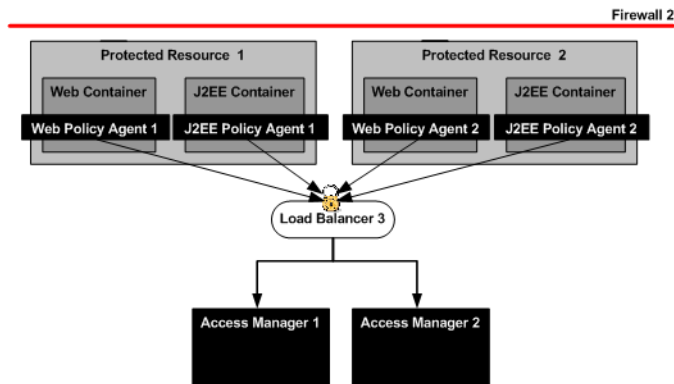 Firewall 2
Protected Resource 1
Protected Resource 2
Web Container
J2EE Container
Web Container
J2EE Container
Web Policy Agent 1
J2EE Policy Agent 1
Web Policy Agent 2
J2EE Policy Agent 2
Load Balancer 3
Access Manager 1
Access Manager 2